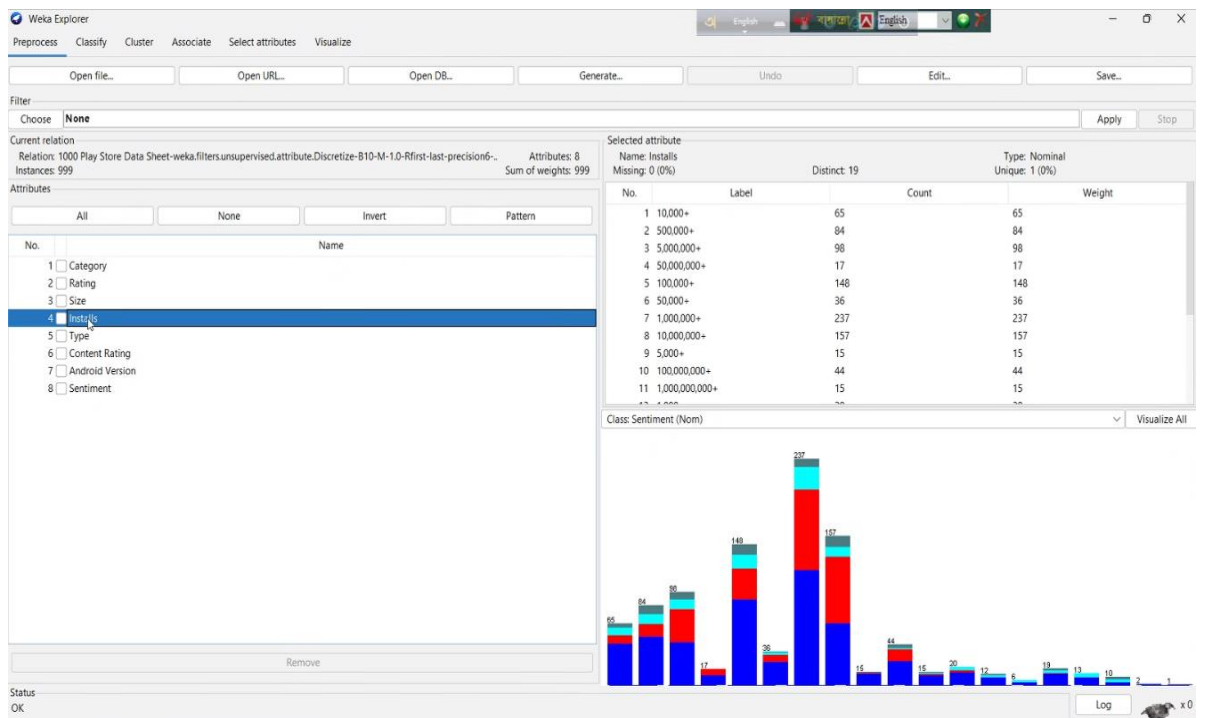 Weka Explorer
English
English
Preprocess Classify Cluster Associate Select attributes Visualize
Open file... Open URL... Open DB... Generate... Undo Edit... Save...
Filter
Choose None Apply Stop
Current relation
Relation: 1000 Play Store Data Sheet-weka.filters.unsupervised.attribute.Discretize-B10-M-1.0-Rfirst-last-precision6-.. Attributes: 8
Instances: 999 Sum of weights: 999
Selected attribute
Name: Installs Type: Nominal
Missing: 0 (0%) Distinct: 19 Unique: 1 (0%)
Attributes
All None Invert Pattern
No. Name
1 Category
2 Rating
3 Size
4 Installs
5 Type
6 Content Rating
7 Android Version
8 Sentiment
Remove
No. Label Count Weight
1 10,000+ 65 65
2 500,000+ 84 84
3 5,000,000+ 98 98
4 50,000,000+ 17 17
5 100,000+ 148 148
6 50,000+ 36 36
7 1,000,000+ 237 237
8 10,000,000+ 157 157
9 5,000+ 15 15
10 100,000,000+ 44 44
11 1,000,000,000+ 15 15
Class: Sentiment (Nom) Visualize All
65 84 98 17 148 36 237 157 15 44 15 20 12 6 19 13 10 2 1
Status
OK
Log x 0